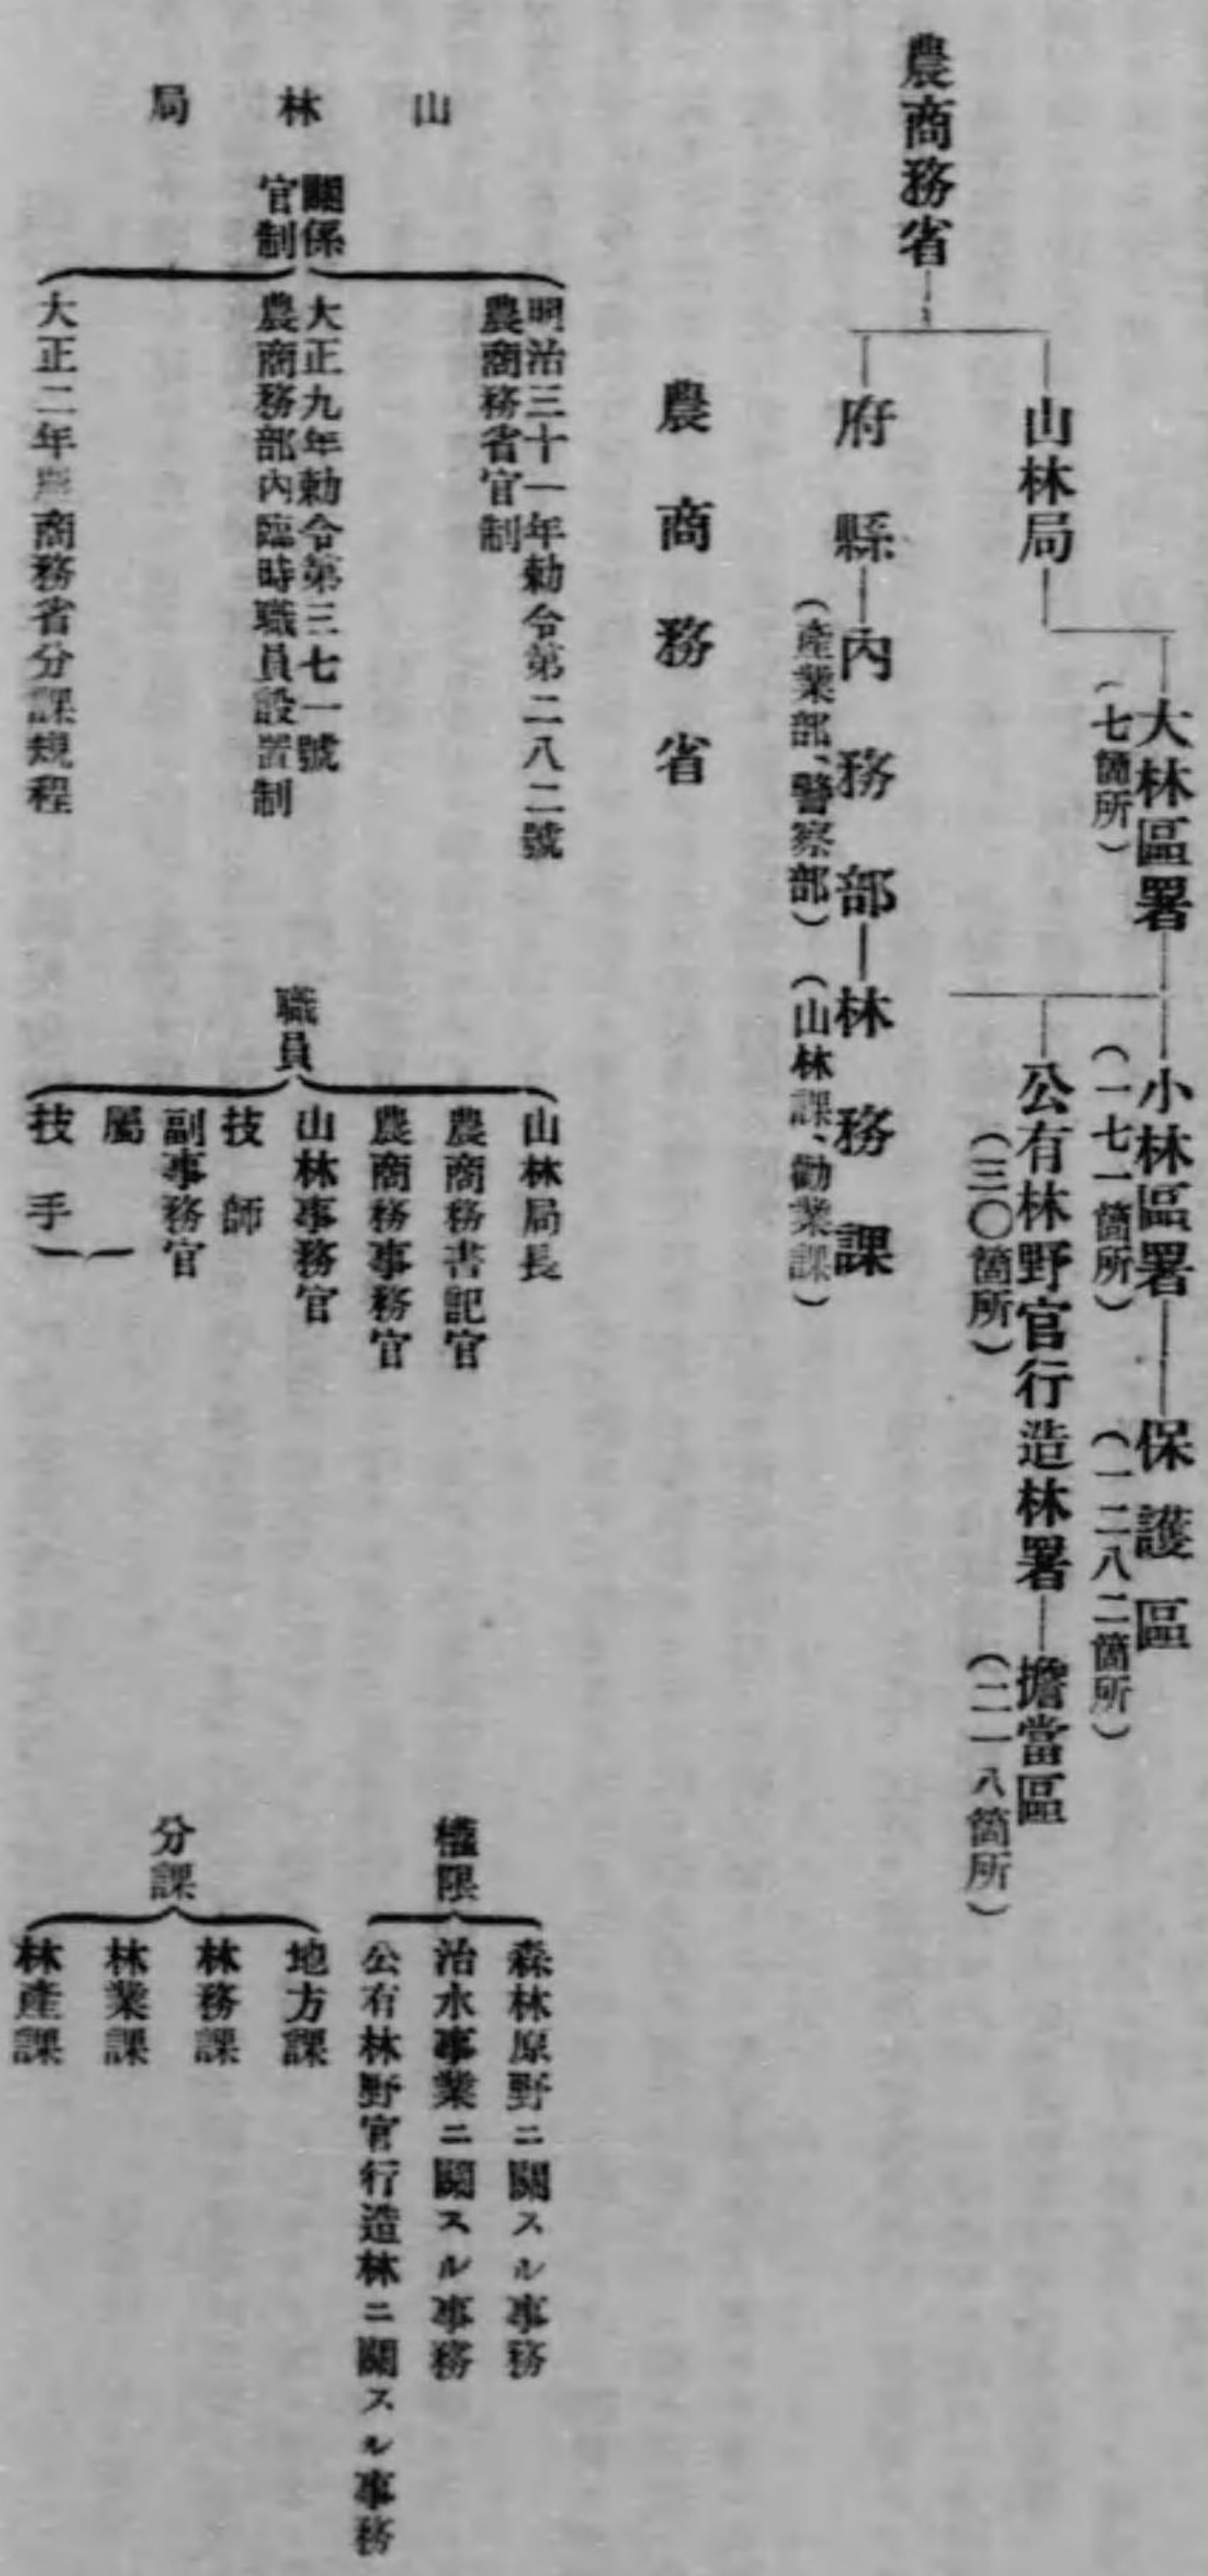 農商務省
山林局
大林區署
(七箇所)
小林區署
(一七一箇所)
保護區
(一二八二箇所)
公有林野官行造林署
(三〇箇所)
擔當區
(二一八箇所)
府縣
內務部
(產業部、警察部)
林務課
(山林課、勸業課)
農商務省
山林局
關係
官制
明治三十一年勅令第二八二號
農商務省官制
大正九年勅令第三七一號
農商務部內臨時職員設置制
大正二年農商務省分課規程
職員
山林局長
農商務書記官
農商務事務官
山林事務官
技師
副事務官
屬
技手
權限
森林原野ニ關スル事務
治水事業ニ關スル事務
公有林野官行造林ニ關スル事務
分課
地方課
林務課
林業課
林產課